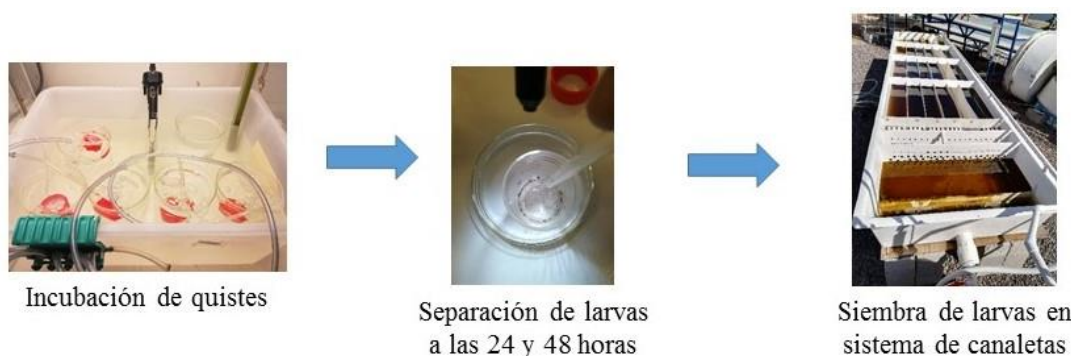 Incubación de quistes
Separación de larvas
a las 24 y 48 horas
Siembra de larvas en
sistema de canaletas